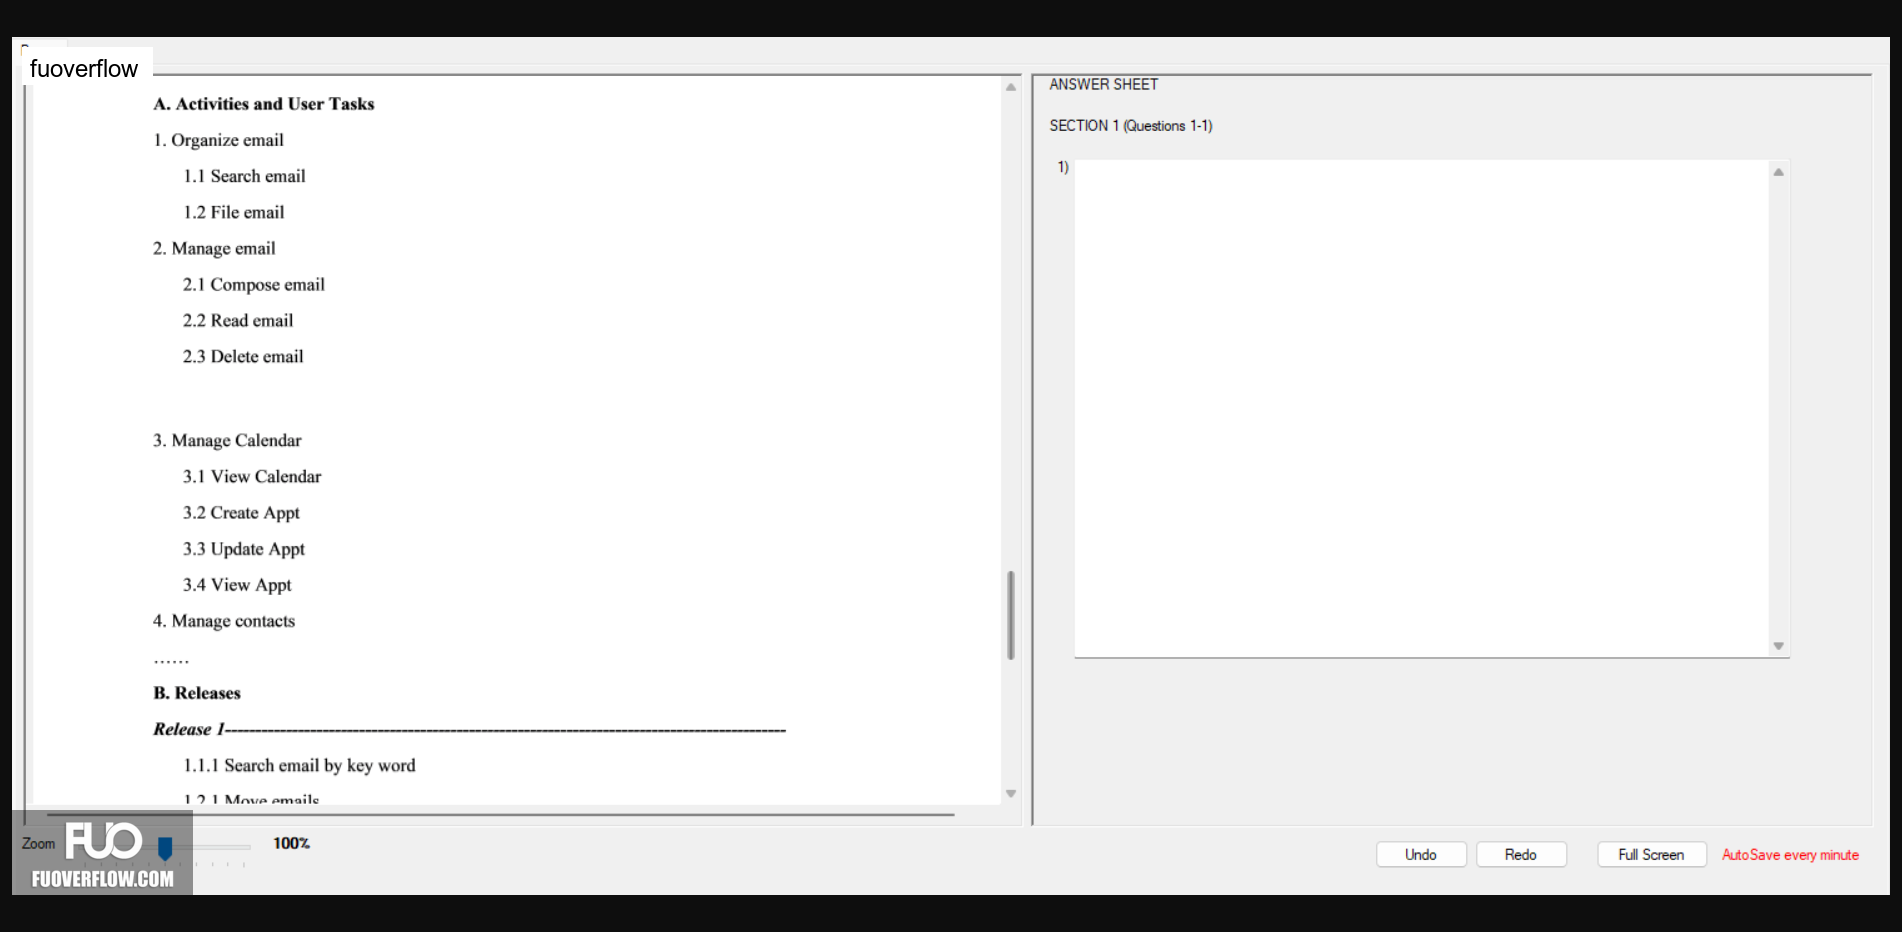 fuoverflow
A. Activities and User Tasks
1. Organize email
1.1 Search email
1.2 File email
2. Manage email
2.1 Compose email
2.2 Read email
2.3 Delete email
3. Manage Calendar
3.1 View Calendar
3.2 Create Appt
3.3 Update Appt
3.4 View Appt
4. Manage contacts
......
B. Releases
Release 1--------------------------------------------------------------------------------------------
1.1.1 Search email by key word
1.2.1 Move emails
ANSWER SHEET
SECTION 1 (Questions 1-1)
1)
Zoom
FUO
100%
FUOVERFLOW.COM
Undo
Redo
Full Screen
AutoSave every minute